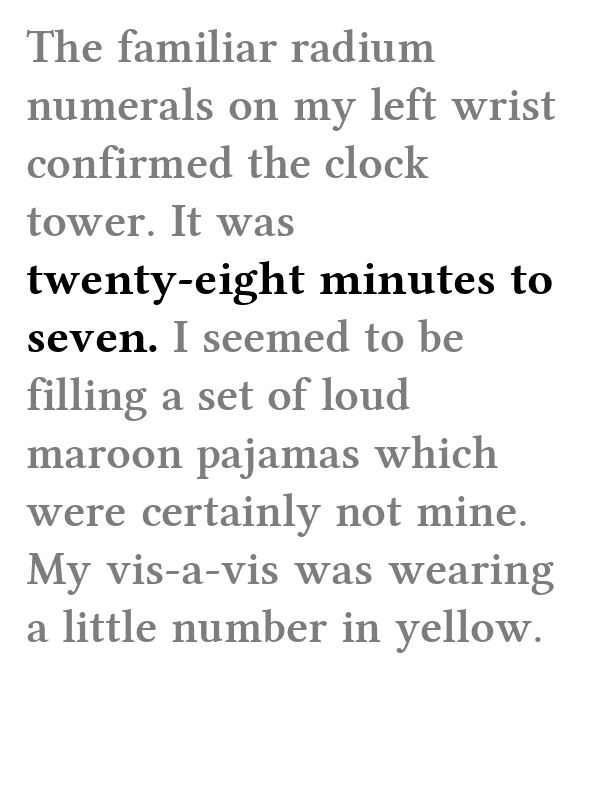 The familiar radium
numerals on my left wrist
confirmed the clock
tower. It was
twenty-eight minutes to
seven. I seemed to be
filling a set of loud
maroon pajamas which
were certainly not mine.
My vis-a-vis was wearing
a little number in yellow.